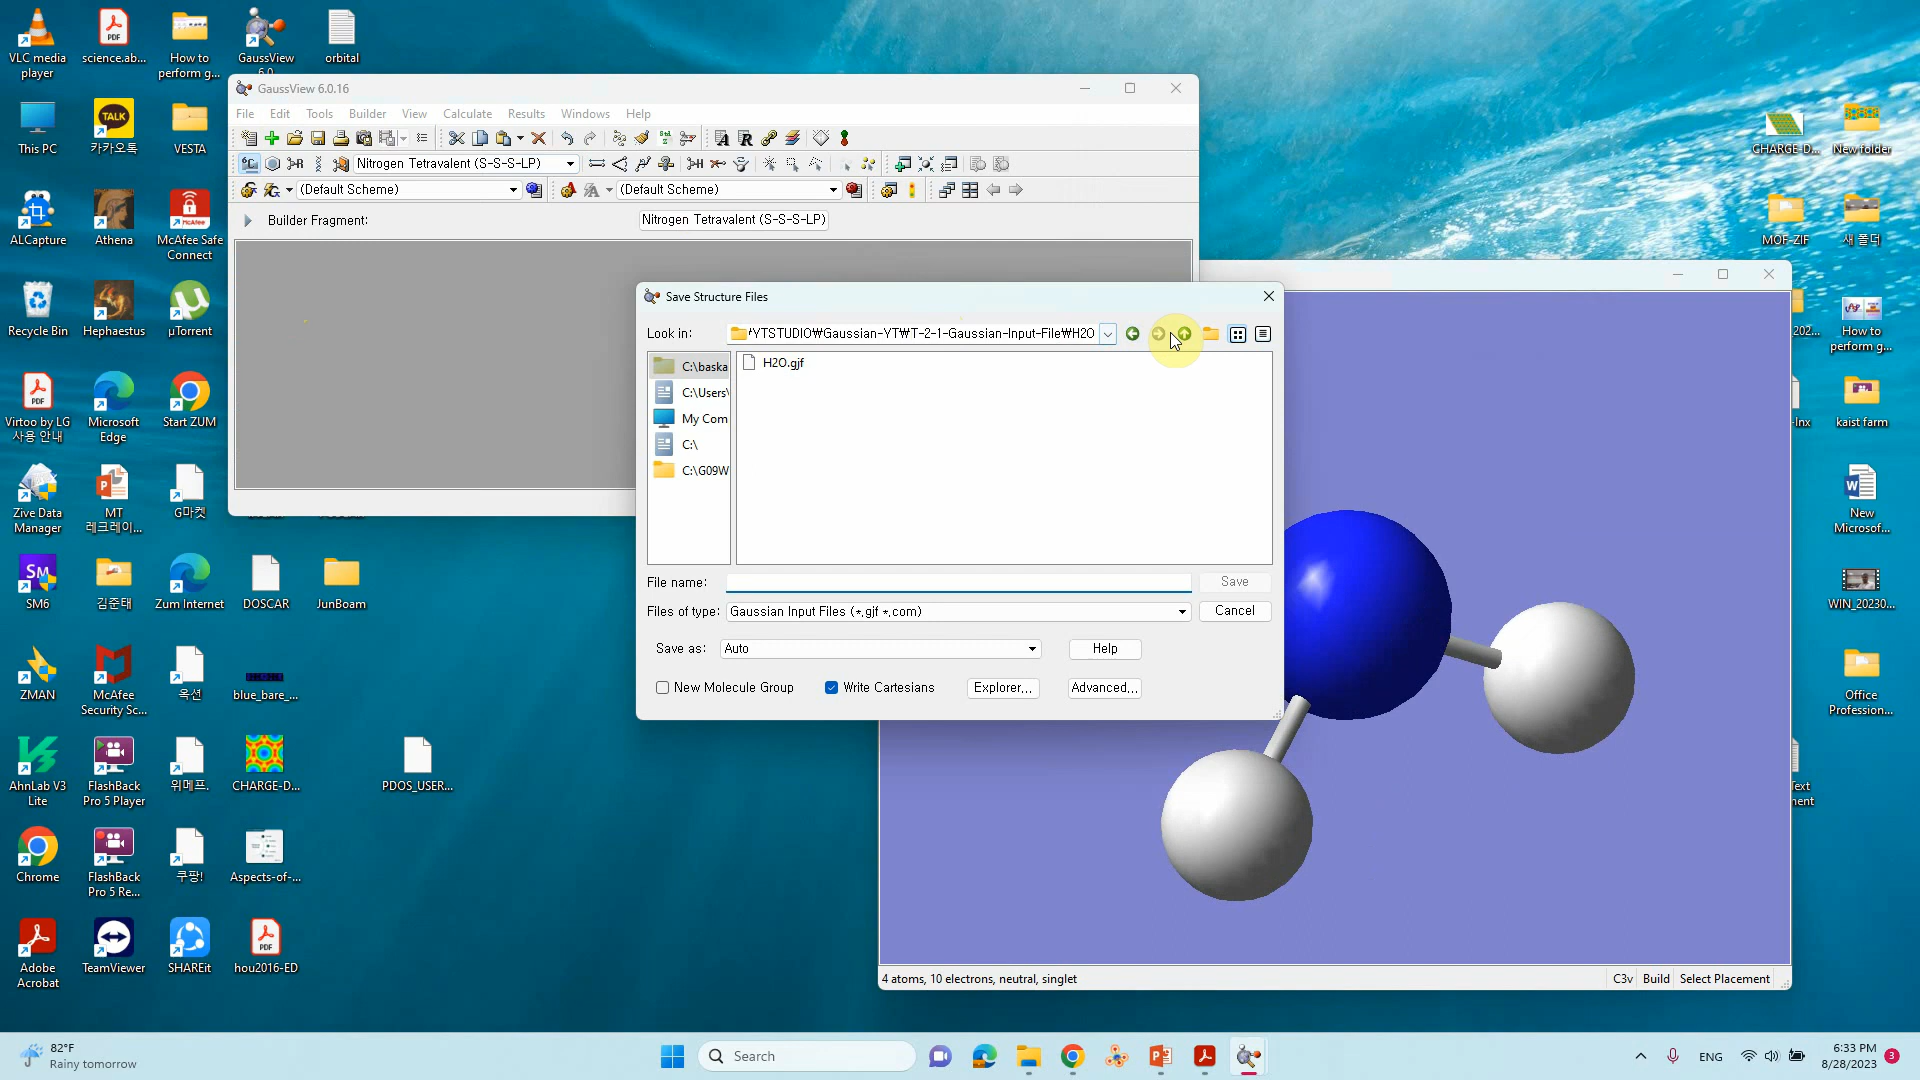 VLC media
player
science.ab...
How to
perform g...
GaussView
6.0
orbital
This PC
카카오톡
VESTA
ALCapture
Athena
McAfee Safe
Connect
Recycle Bin
Hephaestus
µTorrent
Virtoo by LG
사용 안내
Microsoft
Edge
Start ZUM
Zive Data
Manager
MT
레크레이...
G마켓
SM6
김준태
Zum Internet
DOSCAR
JunBoam
ZMAN
McAfee
Security Sc...
옥션
blue_bare_...
AhnLab V3
Lite
FlashBack
Pro 5 Player
위메프.
CHARGE-D...
PDOS_USER...
Chrome
FlashBack
Pro 5 Re...
쿠팡!
Aspects-of-...
Adobe
Acrobat
TeamViewer
SHAREit
hou2016-ED
GaussView 6.0.16
File Edit Tools Builder View Calculate Results Windows Help
Nitrogen Tetravalent (S-S-S-LP)
(Default Scheme)
(Default Scheme)
Builder Fragment:
Nitrogen Tetravalent (S-S-S-LP)
Save Structure Files
Look in:
YTSTUDIO₩Gaussian-YT₩T-2-1-Gaussian-Input-File₩H2O
C:\baska
C:\Users\
My Com
C:\
C:\G09W
H2O.gjf
File name:
Save
Files of type:
Gaussian Input Files (*.gjf *.com)
Cancel
Save as:
Auto
Help
New Molecule Group
Write Cartesians
Explorer...
Advanced...
4 atoms, 10 electrons, neutral, singlet
C3v
Build
Select Placement
CHARGE-D...
New folder
MOF-ZIF
새 폴더
How to
perform g...
kaist farm
New
Microsof...
WIN_20230...
Office
Profession...
82°F
Rainy tomorrow
Search
ENG
6:33 PM
8/28/2023
3